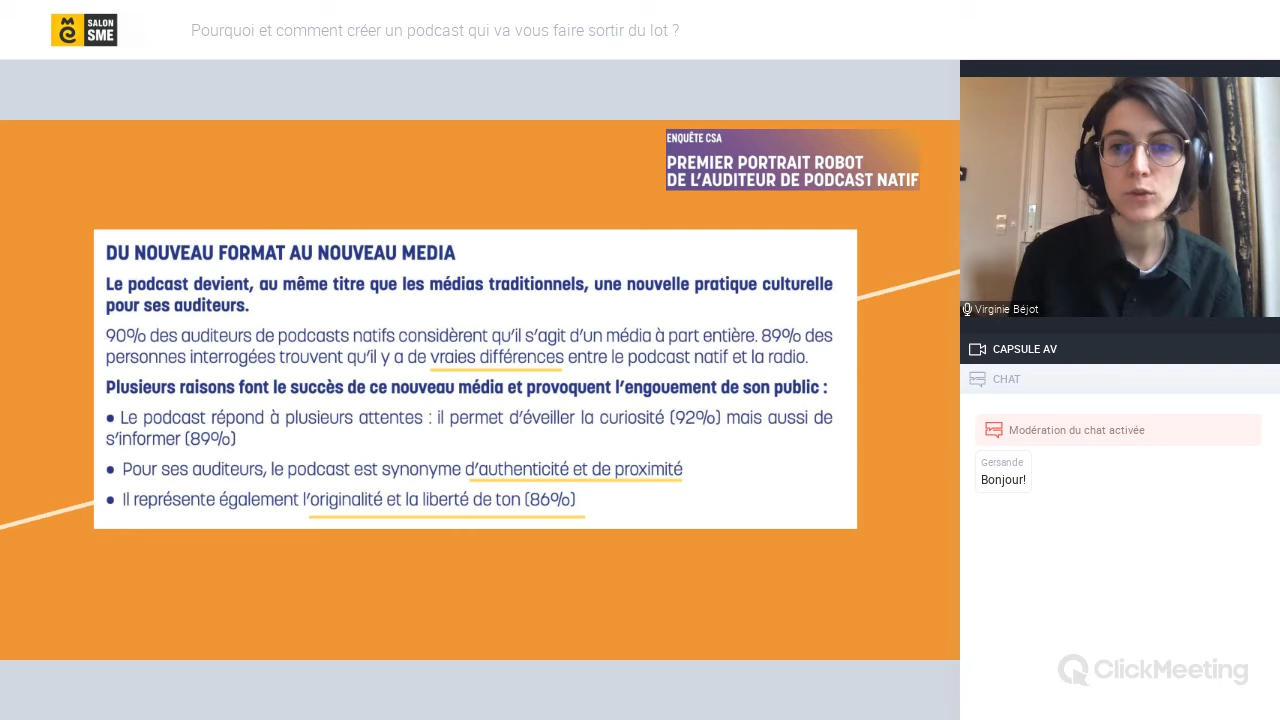 SALON
SME
Pourquoi et comment créer un podcast qui va vous faire sortir du lot ?
ENQUÊTE CSA
PREMIER PORTRAIT ROBOT
DE L'AUDITEUR DE PODCAST NATIF
DU NOUVEAU FORMAT AU NOUVEAU MEDIA
Le podcast devient, au même titre que les médias traditionnels, une nouvelle pratique culturelle
pour ses auditeurs.
90% des auditeurs de podcasts natifs considèrent qu'il s'agit d'un média à part entière. 89% des
personnes interrogées trouvent qu'il y a de vraies différences entre le podcast natif et la radio.
Plusieurs raisons font le succès de ce nouveau média et provoquent l'engouement de son public :
• Le podcast répond à plusieurs attentes : il permet d'éveiller la curiosité (92%) mais aussi de
s'informer (89%)
• Pour ses auditeurs, le podcast est synonyme d'authenticité et de proximité
• Il représente également l'originalité et la liberté de ton (86%)
Virginie Béjot
CAPSULE AV
CHAT
Modération du chat activée
Gersande
Bonjour!
ClickMeeting